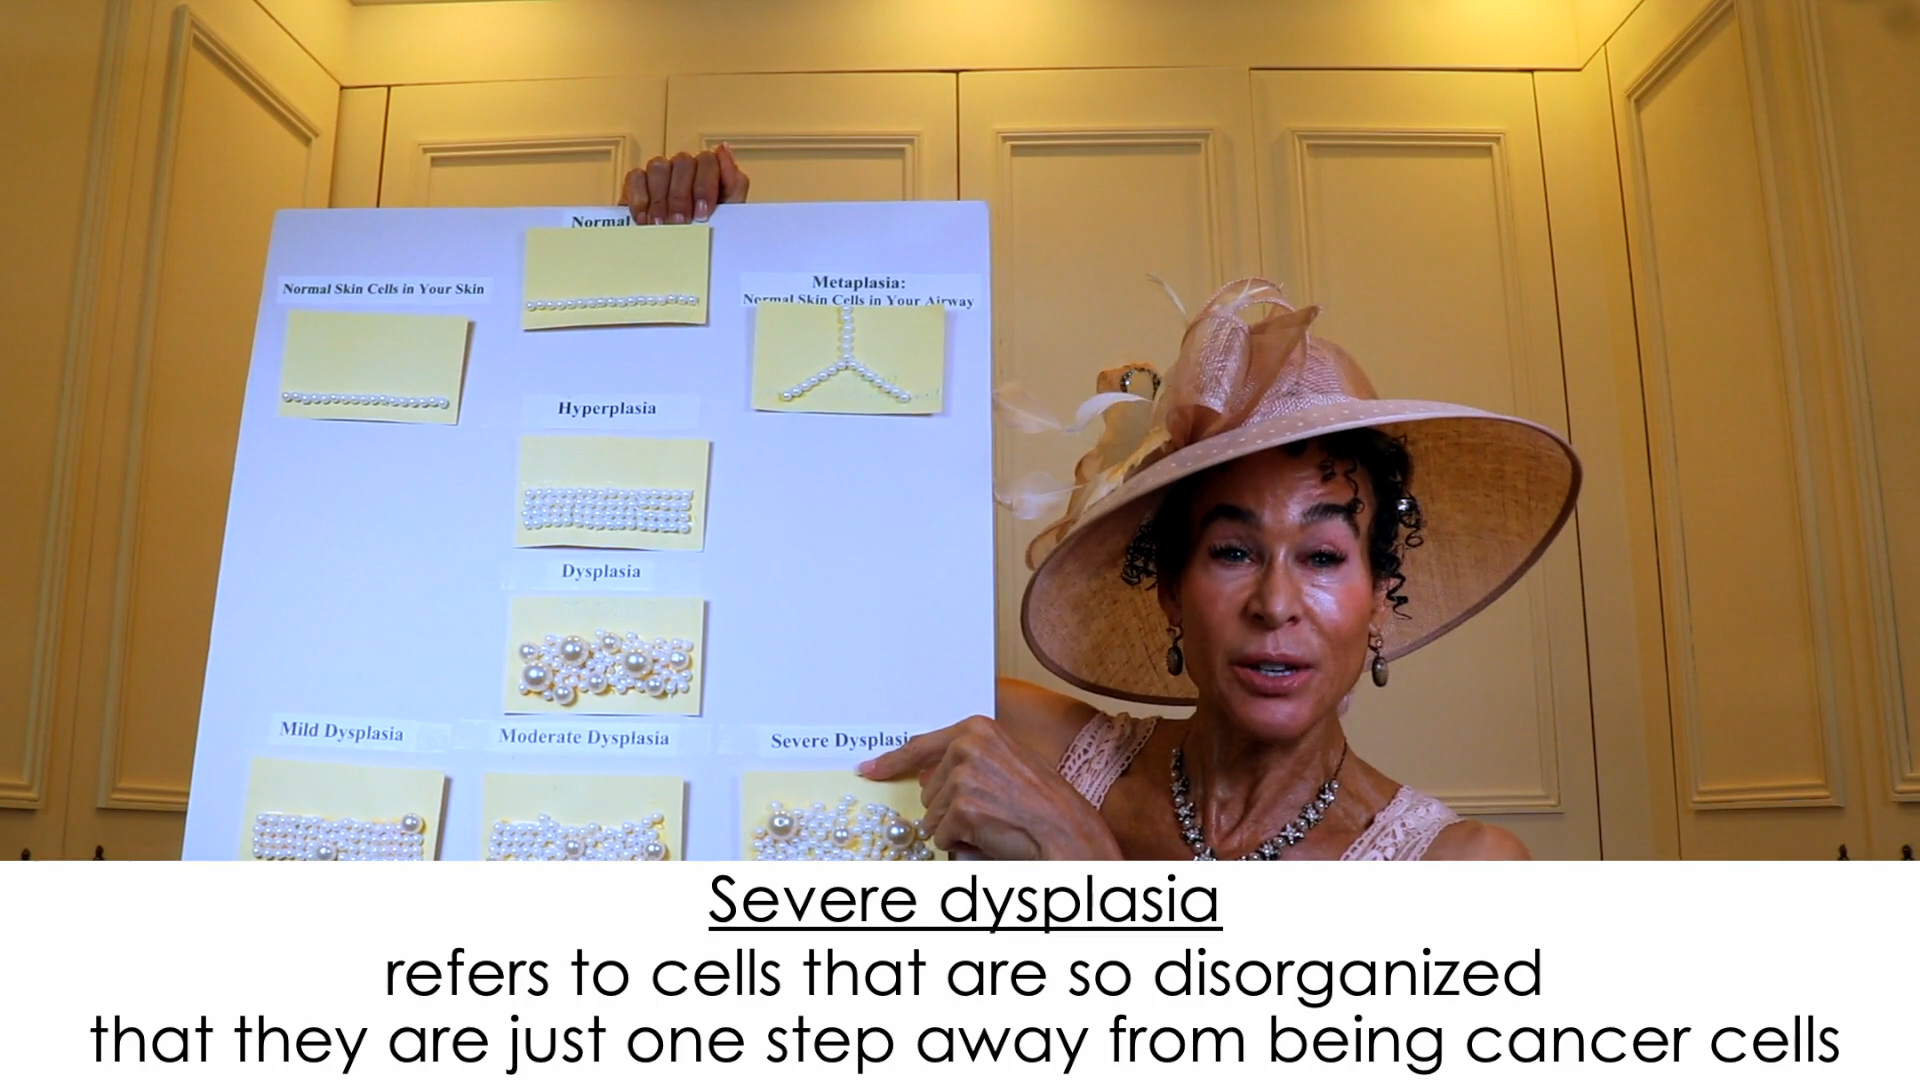 Normal
Normal Skin Cells in Your Skin
Metaplasia:
Normal Skin Cells in Your Airway
Hyperplasia
Dysplasia
Mild Dysplasia
Moderate Dysplasia
Severe Dysplasia
Severe dysplasia
refers to cells that are so disorganized
that they are just one step away from being cancer cells